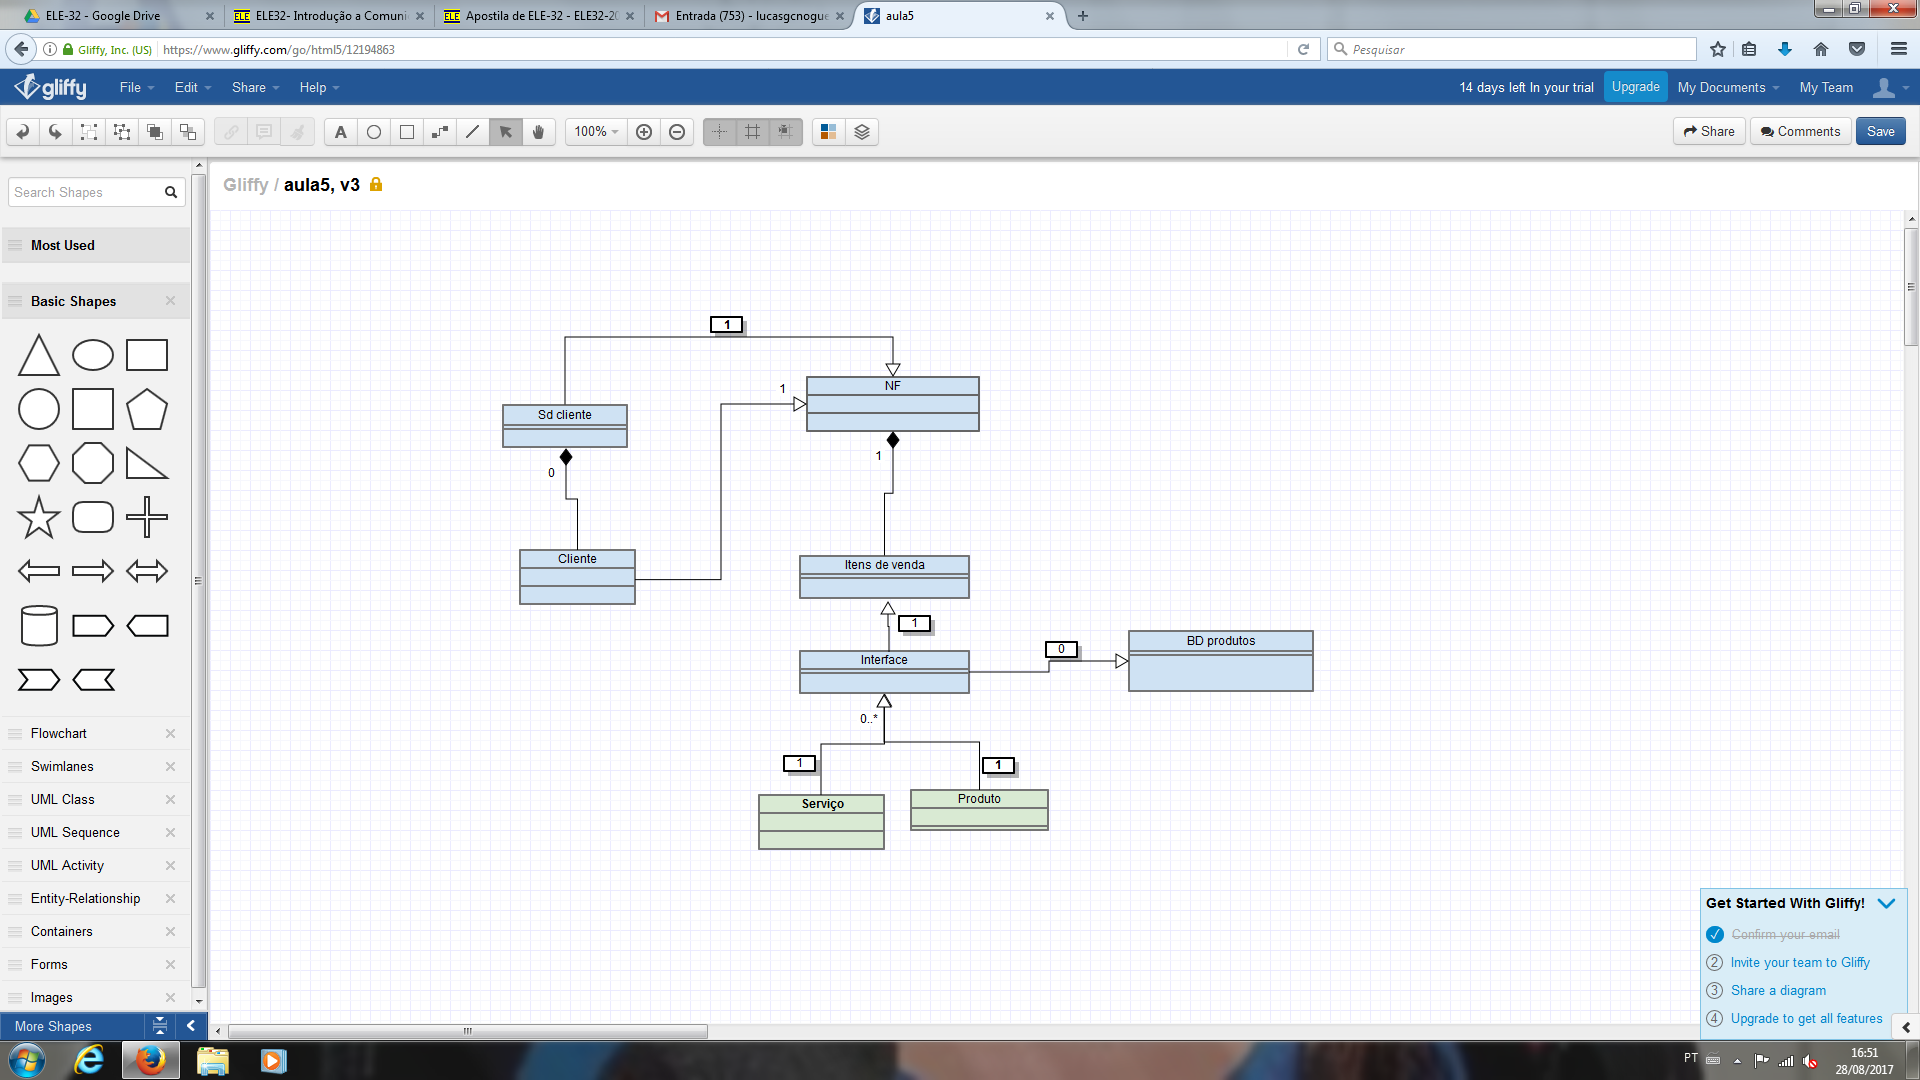 ELE-32 - Google Drive
ELE ELE32- Introdução a Comuni
ELE Apostila de ELE-32 - ELE32-20
Entrada (753) - lucasgcnogue
aula5
Gliffy, Inc. (US) https://www.gliffy.com/go/html5/12194863
Pesquisar
gliffy File Edit Share Help
14 days left In your trial Upgrade My Documents My Team
A 100% Share Comments Save
Search Shapes
Gliffy / aula5, v3
Most Used
Basic Shapes
Flowchart
Swimlanes
UML Class
UML Sequence
UML Activity
Entity-Relationship
Containers
Forms
Images
More Shapes
1
1
NF
Sd cliente
0
1
Cliente
Itens de venda
1
Interface
0
BD produtos
0..*
1
1
Serviço
Produto
Get Started With Gliffy!
Confirm your email
2 Invite your team to Gliffy
3 Share a diagram
4 Upgrade to get all features
PT
16:51
28/08/2017